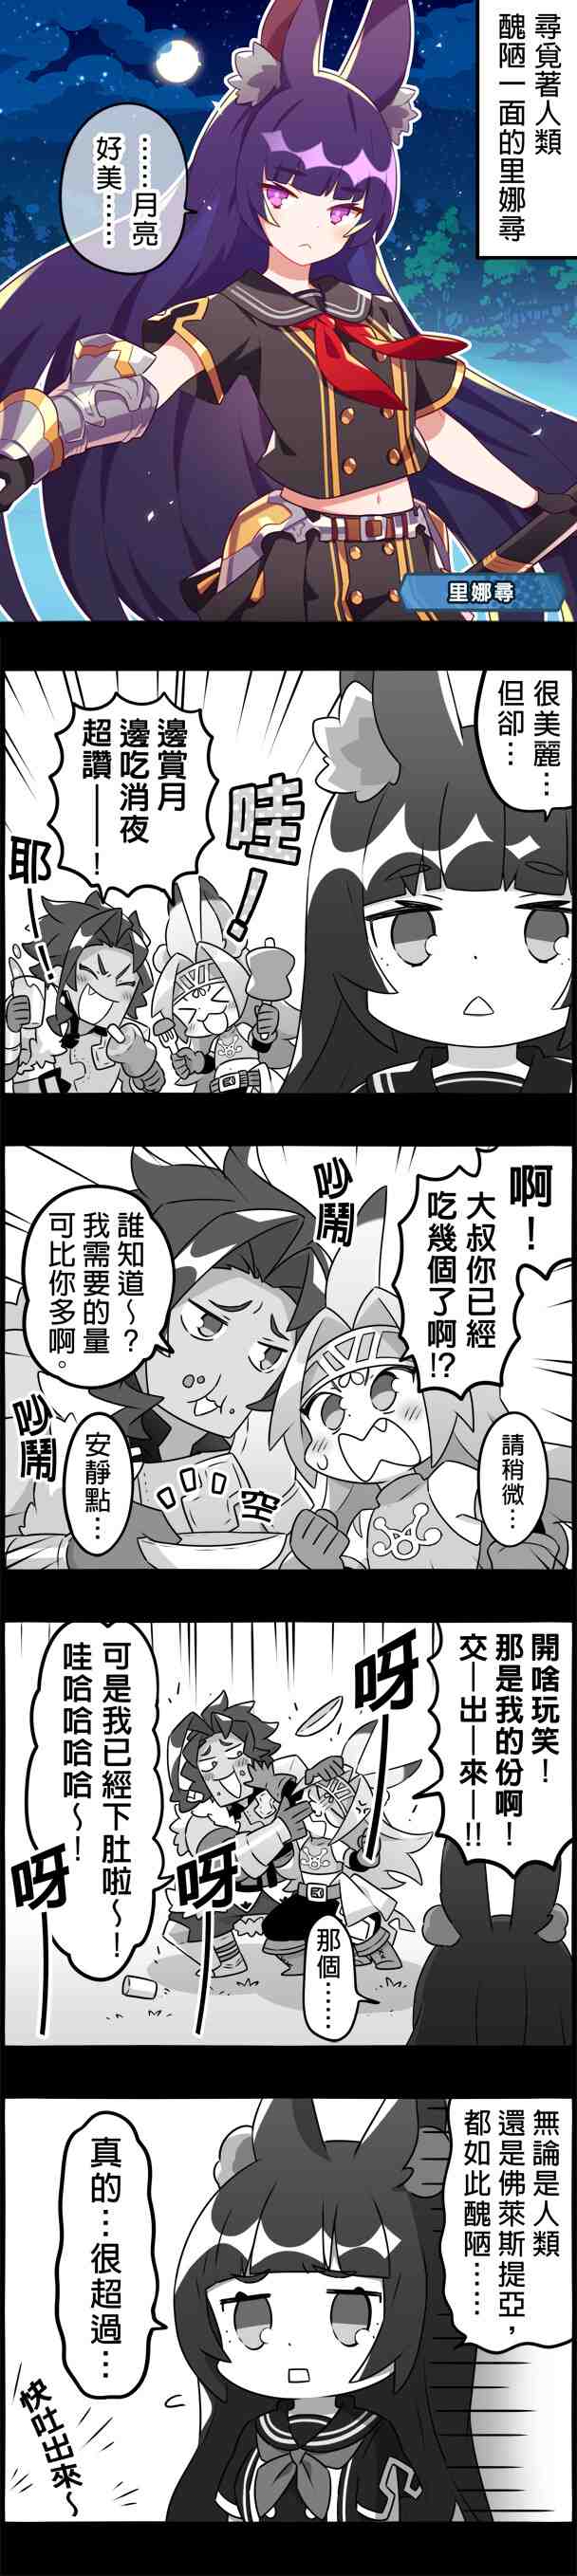 尋覓著人類
醜陋一面的里娜尋
……月亮
好美……
里娜尋
很美麗…
但卻…
哇！
邊賞月
邊吃消夜
超讚——！
耶——！
啊！
大叔你已經
吃幾個了啊!?
吵鬧
請稍微…
誰知道～？
我需要的量
可比你多啊。
空
安靜點…
吵鬧
開啥玩笑！
那是我的份啊！
交—出—來—!!
呀——
那個……
呀——
可是我已經下肚啦～！
哇哈哈哈哈～！
呀——
無論是人類
還是佛萊斯提亞，
都如此醜陋……
真的…很超過…
快吐出來～